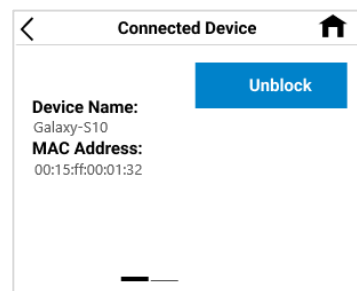 Connected Device
Unblock
Device Name:
Galaxy-S10
MAC Address:
00:15:ff:00:01:32